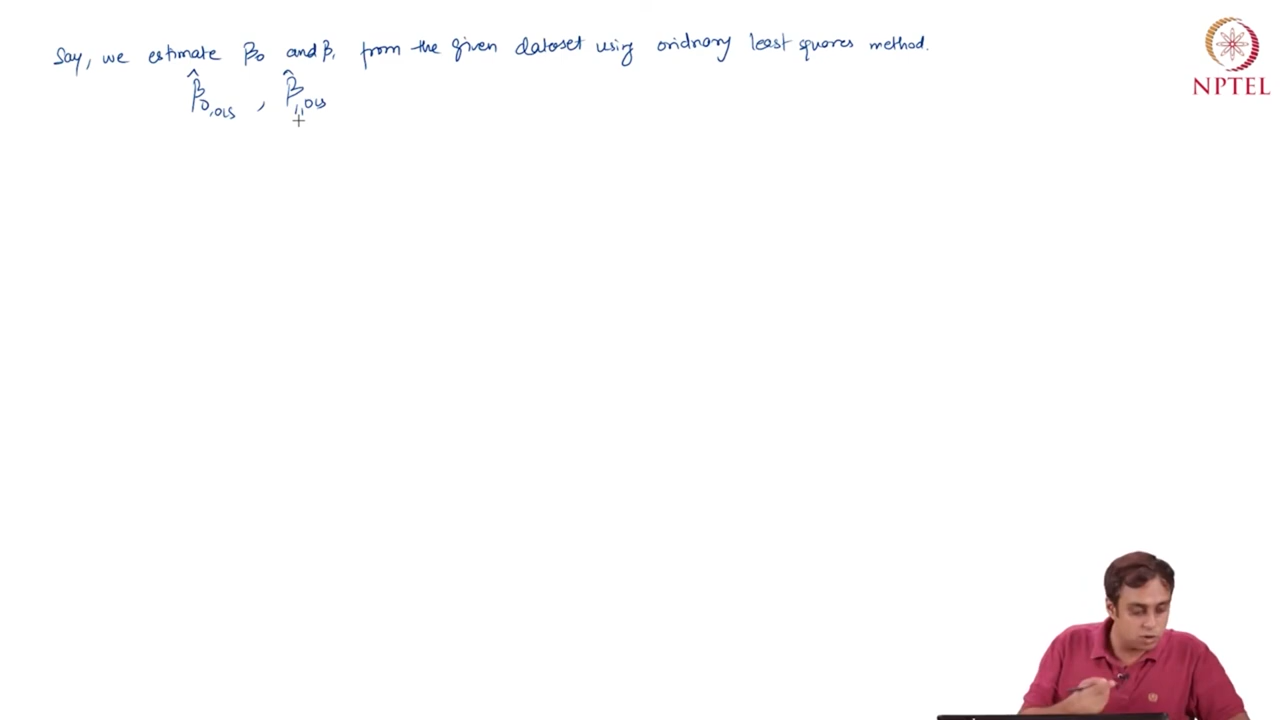 Say, we estimate β₀ and β₁ from the given dataset using oridnary least squares method.
β̂₀,OLS , β̂₁,OLS
NPTEL